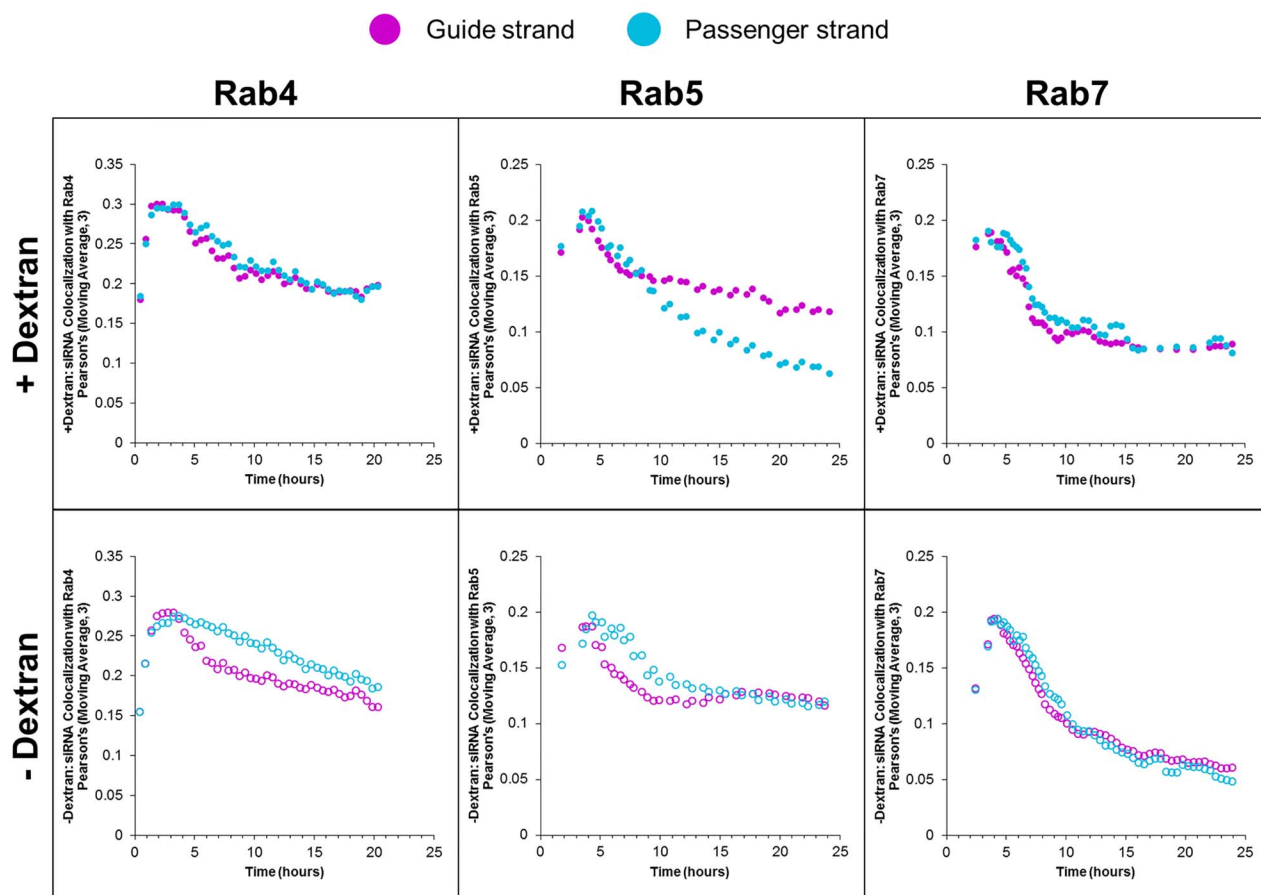 Guide strand Passenger strand
Rab4 Rab5 Rab7
+ Dextran
+Dextran: siRNA Colocalization with Rab4
Pearson's (Moving Average, 3)
0.35
0.3
0.25
0.2
0.15
0.1
0.05
0
0 5 10 15 20 25
Time (hours)
+Dextran: siRNA Colocalization with Rab5
Pearson's (Moving Average, 3)
0.25
0.2
0.15
0.1
0.05
0
0 5 10 15 20 25
Time (hours)
+Dextran: siRNA Colocalization with Rab7
Pearson's (Moving Average, 3)
0.25
0.2
0.15
0.1
0.05
0
0 5 10 15 20 25
Time (hours)
- Dextran
-Dextran: siRNA Colocalization with Rab4
Pearson's (Moving Average, 3)
0.35
0.3
0.25
0.2
0.15
0.1
0.05
0
0 5 10 15 20 25
Time (hours)
-Dextran: siRNA Colocalization with Rab5
Pearson's (Moving Average, 3)
0.25
0.2
0.15
0.1
0.05
0
0 5 10 15 20 25
Time (hours)
-Dextran: siRNA Colocalization with Rab7
Pearson's (Moving Average, 3)
0.25
0.2
0.15
0.1
0.05
0
0 5 10 15 20 25
Time (hours)